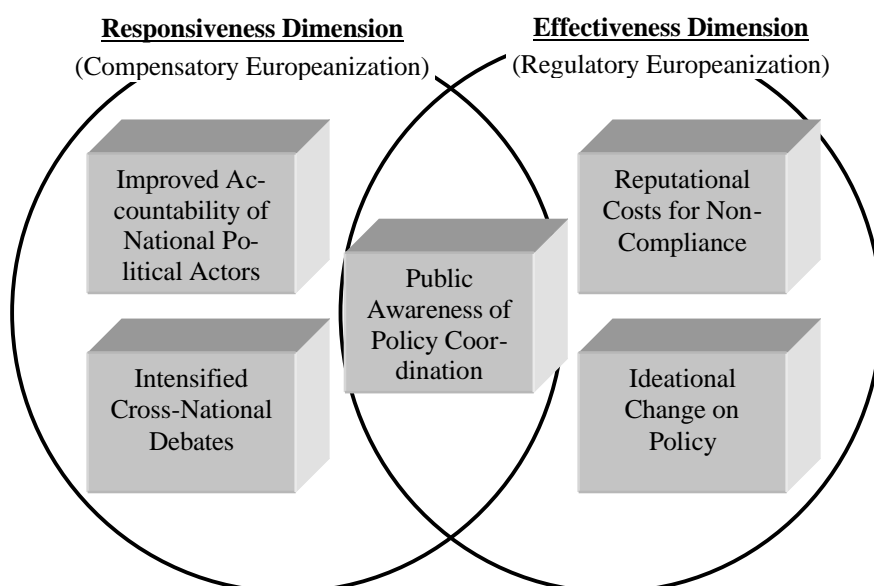 Responsiveness Dimension
(Compensatory Europeanization)
Effectiveness Dimension
(Regulatory Europeanization)
Improved Ac-
countability of
National Po-
litical Actors
Intensified
Cross-National
Debates
Public
Awareness of
Policy Coor-
dination
Reputational
Costs for Non-
Compliance
Ideational
Change on
Policy